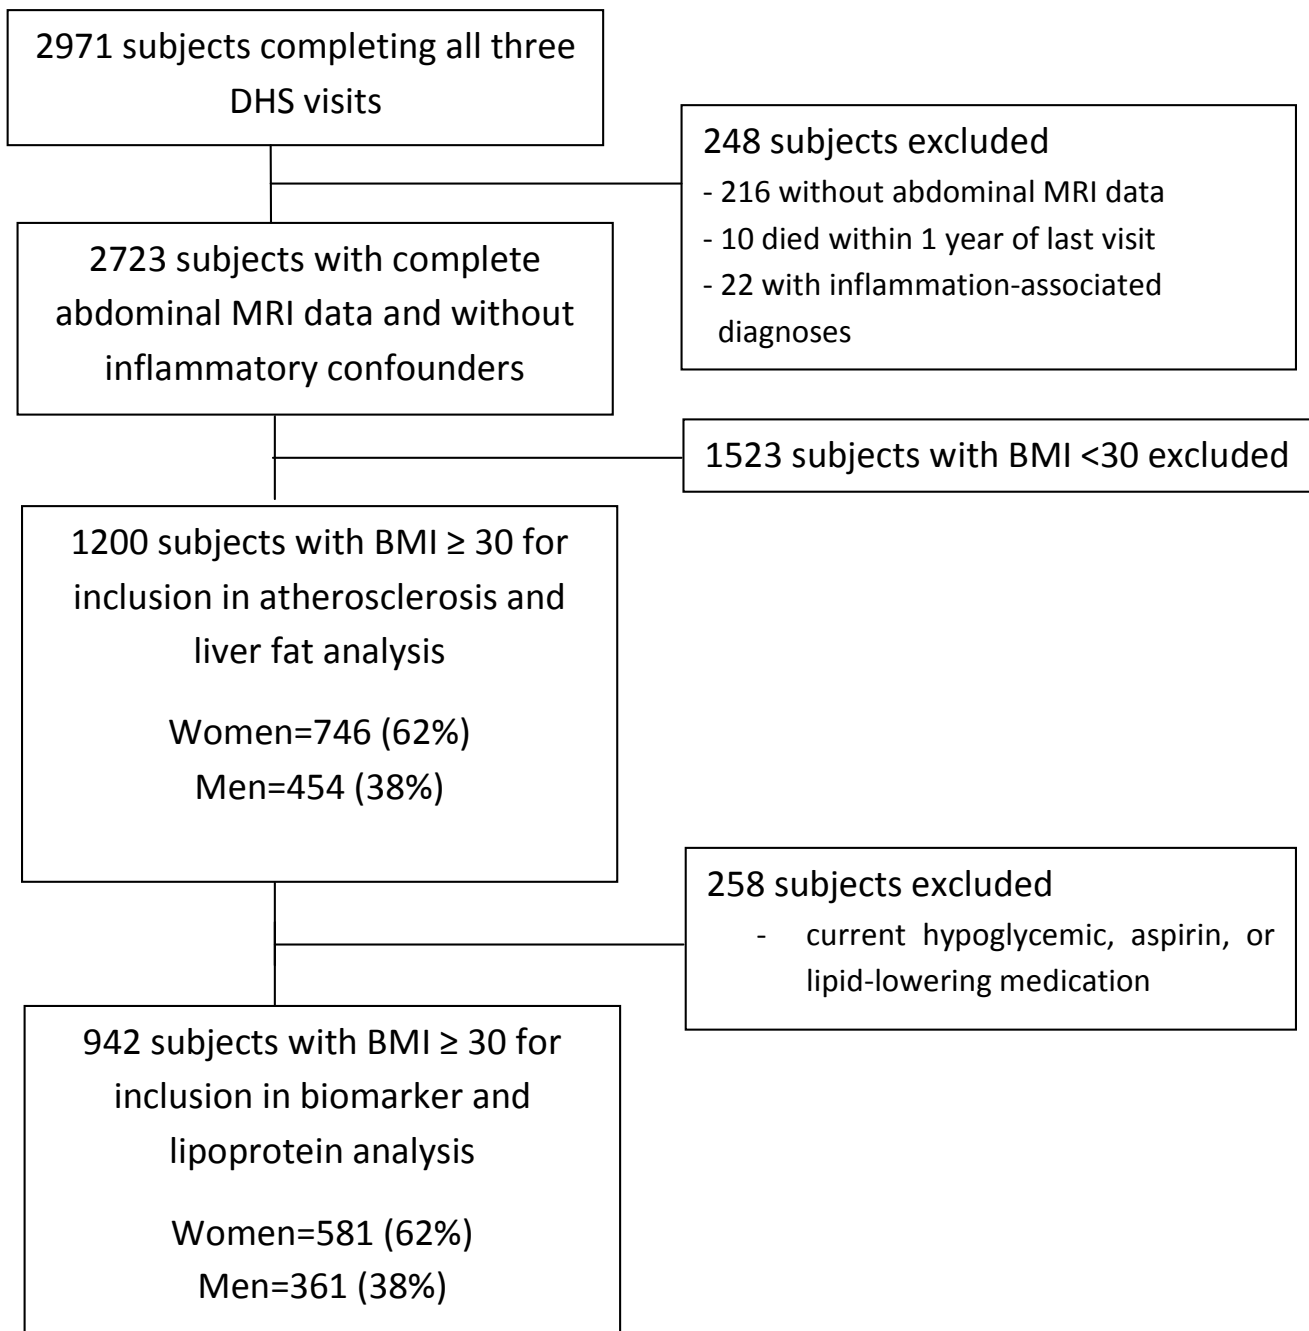 2971 subjects completing all three
DHS visits
248 subjects excluded
- 216 without abdominal MRI data
- 10 died within 1 year of last visit
- 22 with inflammation-associated
diagnoses
2723 subjects with complete
abdominal MRI data and without
inflammatory confounders
1523 subjects with BMI <30 excluded
1200 subjects with BMI ≥ 30 for
inclusion in atherosclerosis and
liver fat analysis
Women=746 (62%)
Men=454 (38%)
258 subjects excluded
- current hypoglycemic, aspirin, or
lipid-lowering medication
942 subjects with BMI ≥ 30 for
inclusion in biomarker and
lipoprotein analysis
Women=581 (62%)
Men=361 (38%)